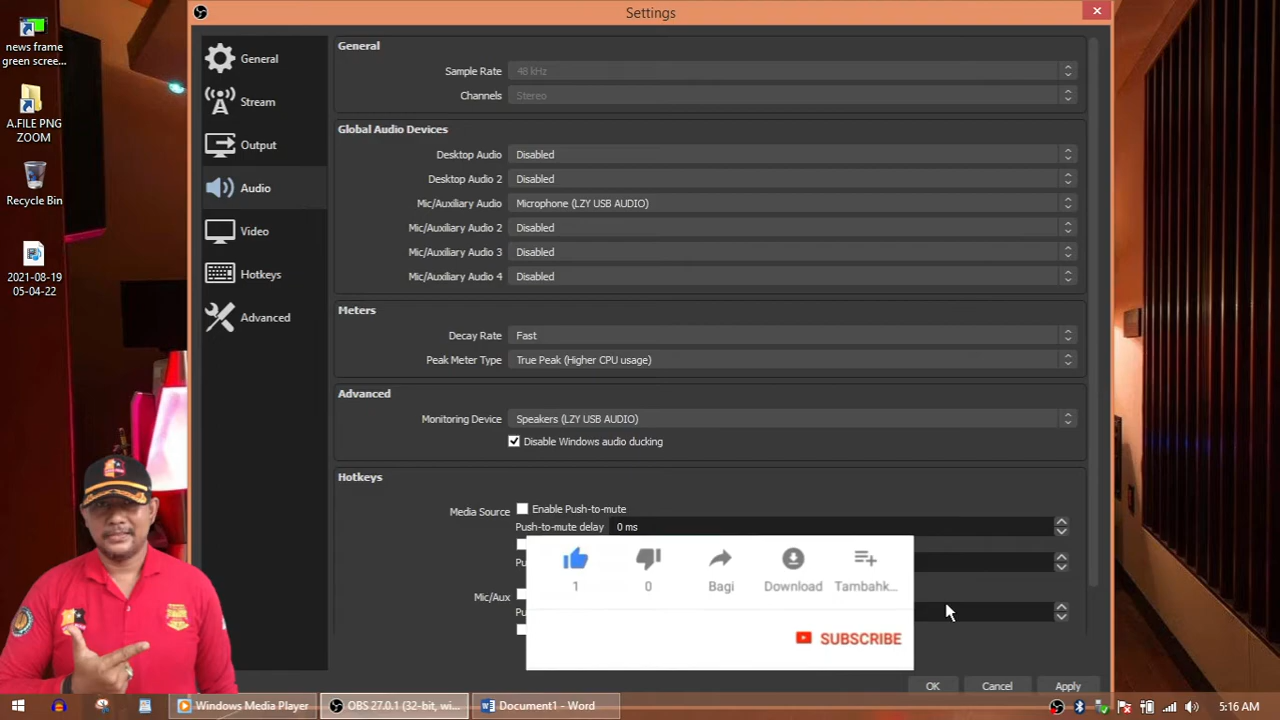 Settings
news frame
green scree...
A.FILE PNG
ZOOM
Recycle Bin
2021-08-19
05-04-22
General
Stream
Output
Audio
Video
Hotkeys
Advanced
General
Sample Rate 48 kHz
Channels Stereo
Global Audio Devices
Desktop Audio Disabled
Desktop Audio 2 Disabled
Mic/Auxiliary Audio Microphone (LZY USB AUDIO)
Mic/Auxiliary Audio 2 Disabled
Mic/Auxiliary Audio 3 Disabled
Mic/Auxiliary Audio 4 Disabled
Meters
Decay Rate Fast
Peak Meter Type True Peak (Higher CPU usage)
Advanced
Monitoring Device Speakers (LZY USB AUDIO)
Disable Windows audio ducking
Hotkeys
Media Source Enable Push-to-mute
Push-to-mute delay 0 ms
Pu
Mic/Aux
Pu
1 0 Bagi Download Tambahk...
SUBSCRIBE
OK Cancel Apply
Windows Media Player OBS 27.0.1 (32-bit, wi... Document1 - Word 5:16 AM